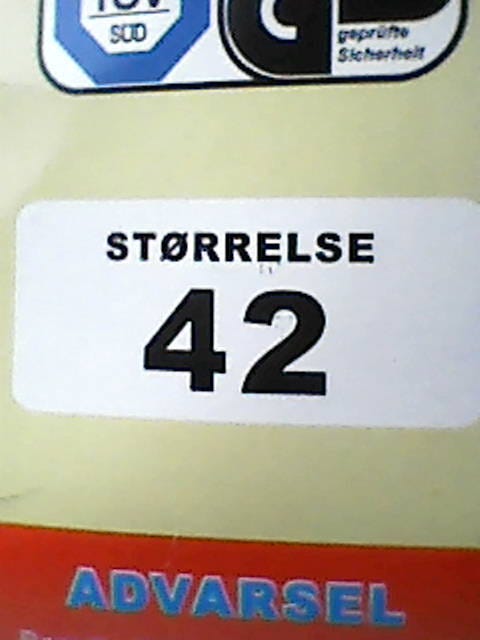 TÜV
SÜD
geprüfte
Sicherheit
STØRRELSE
42
ADVARSEL